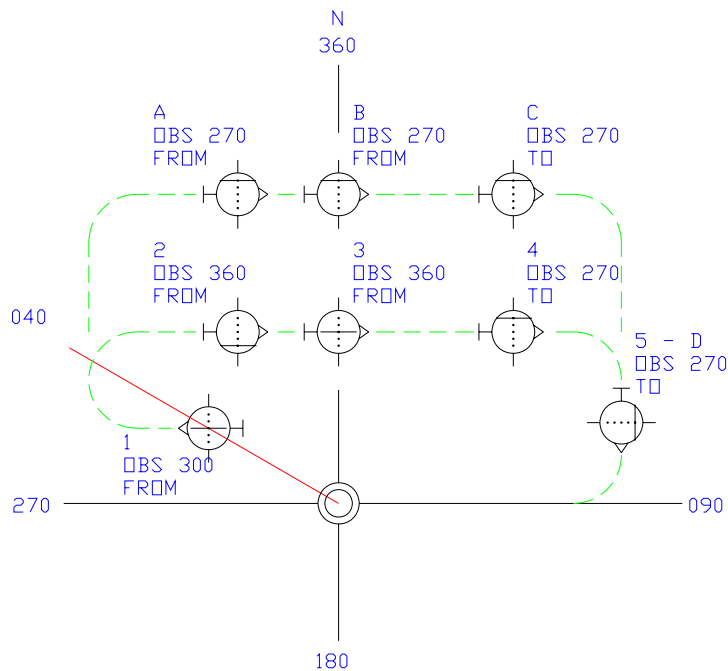 N
360
A
OBS 270
FROM
B
OBS 270
FROM
C
OBS 270
TO
2
OBS 360
FROM
3
OBS 360
FROM
4
OBS 270
TO
040
5 - D
OBS 270
TO
1
OBS 300
FROM
270
090
180